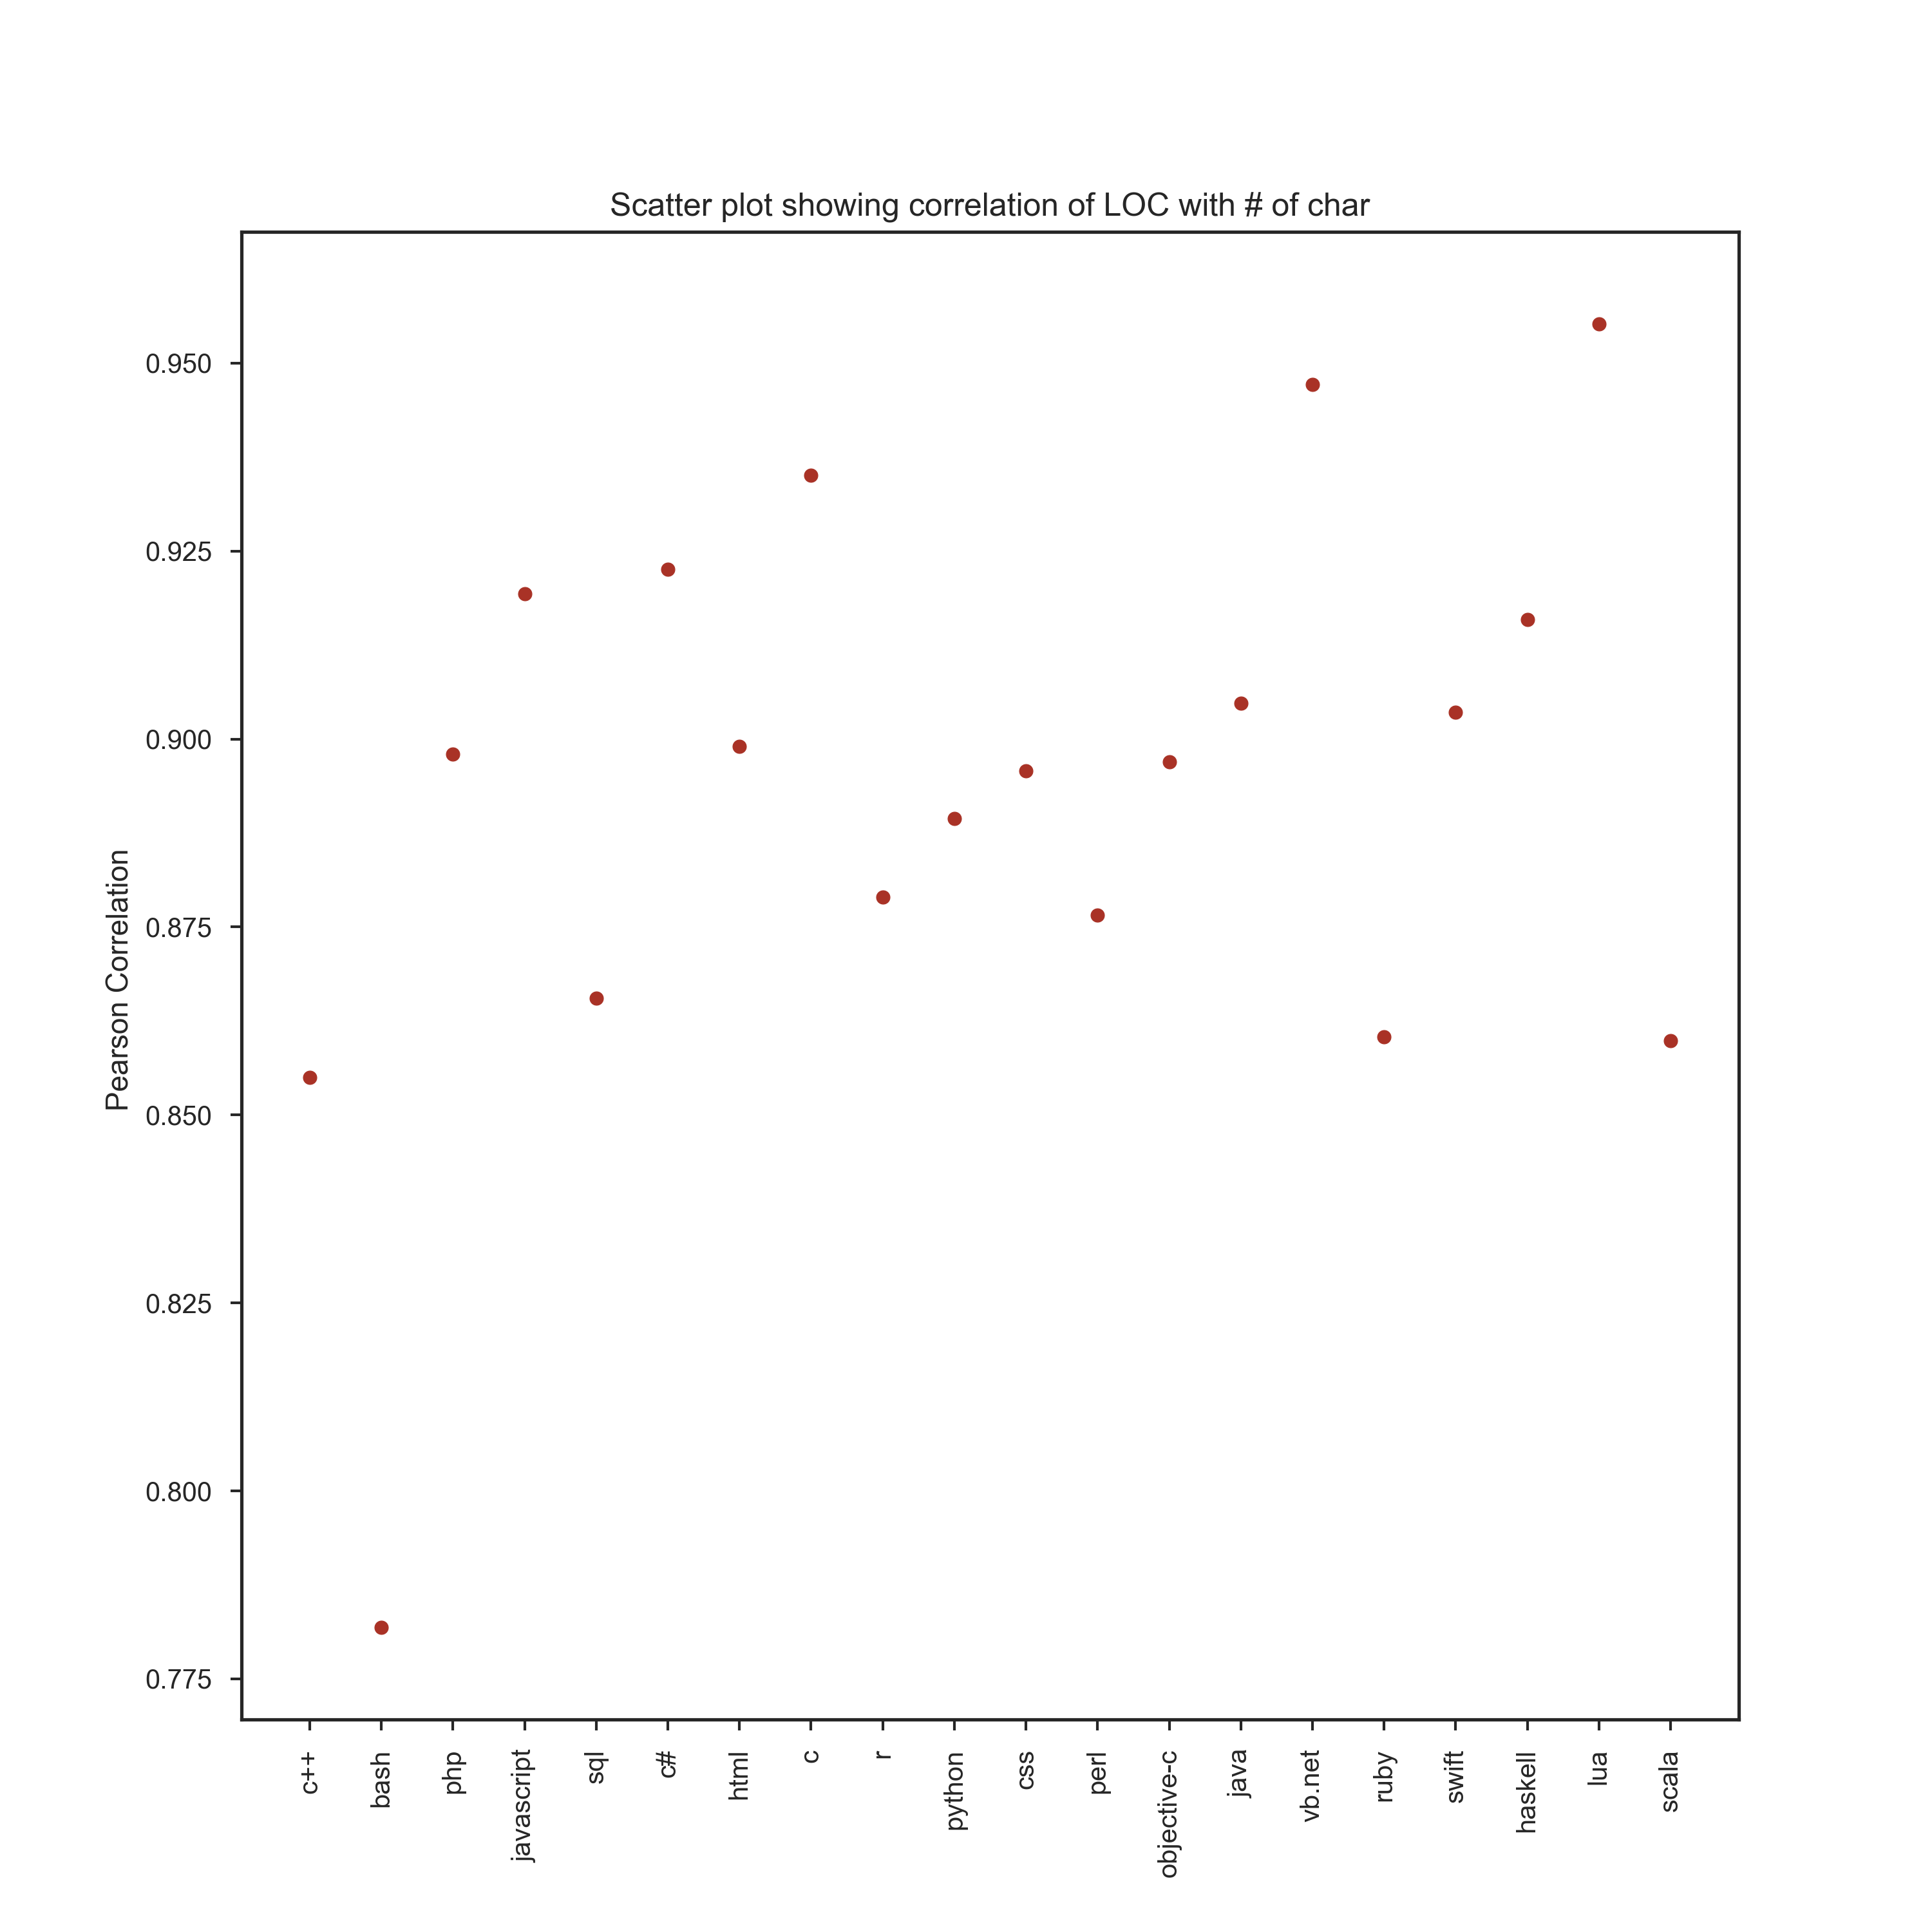 Scatter plot showing correlation of LOC with # of char
Pearson Correlation
0.950
0.925
0.900
0.875
0.850
0.825
0.800
0.775
c++
bash
php
javascript
sql
c#
html
c
r
python
css
perl
objective-c
java
vb.net
ruby
swift
haskell
lua
scala